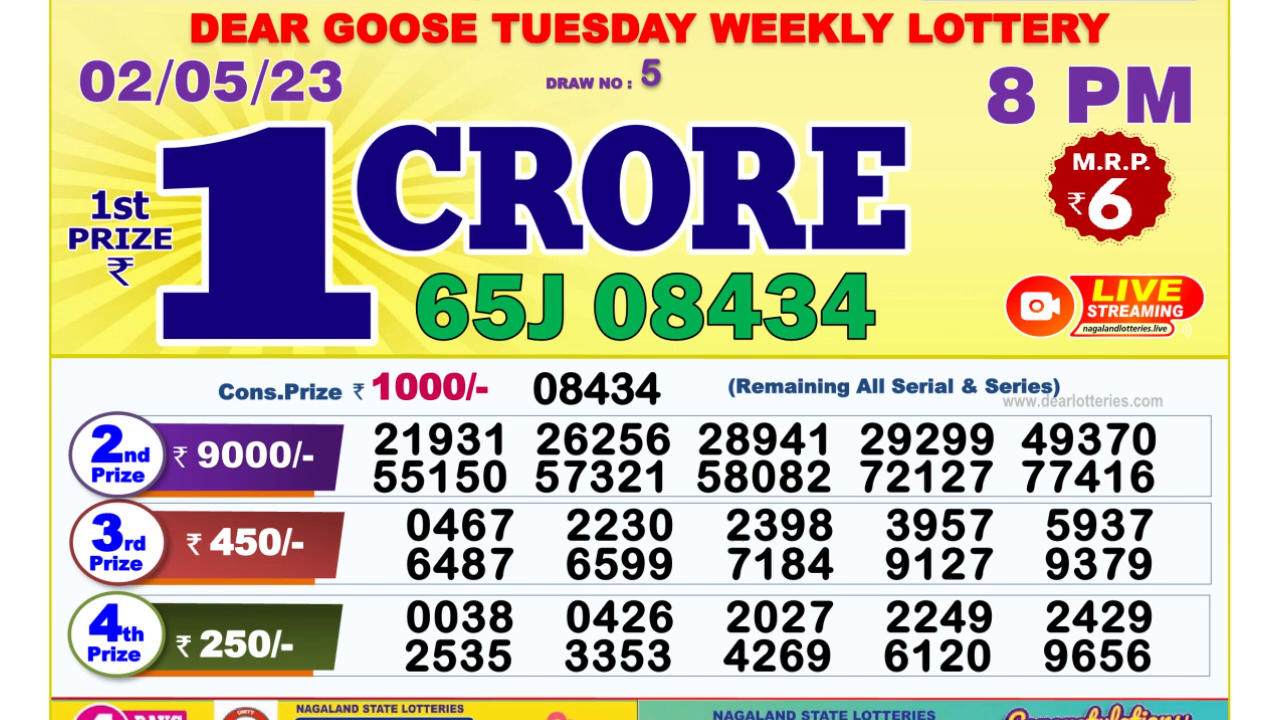 DEAR GOOSE TUESDAY WEEKLY LOTTERY
02/05/23
DRAW NO : 5
8 PM
1st
PRIZE
₹
1 CRORE
M.R.P.
₹6
65J 08434
LIVE
STREAMING
nagalandlotteries.live
Cons.Prize ₹ 1000/- 08434 (Remaining All Serial & Series)
www.dearlotteries.com
2nd Prize ₹ 9000/-
21931 26256 28941 29299 49370
55150 57321 58082 72127 77416
3rd Prize ₹ 450/-
0467 2230 2398 3957 5937
6487 6599 7184 9127 9379
4th Prize ₹ 250/-
0038 0426 2027 2249 2429
2535 3353 4269 6120 9656
DAYS
UNITY
NAGALAND STATE LOTTERIES
NAGALAND STATE LOTTERIES
Congratulations